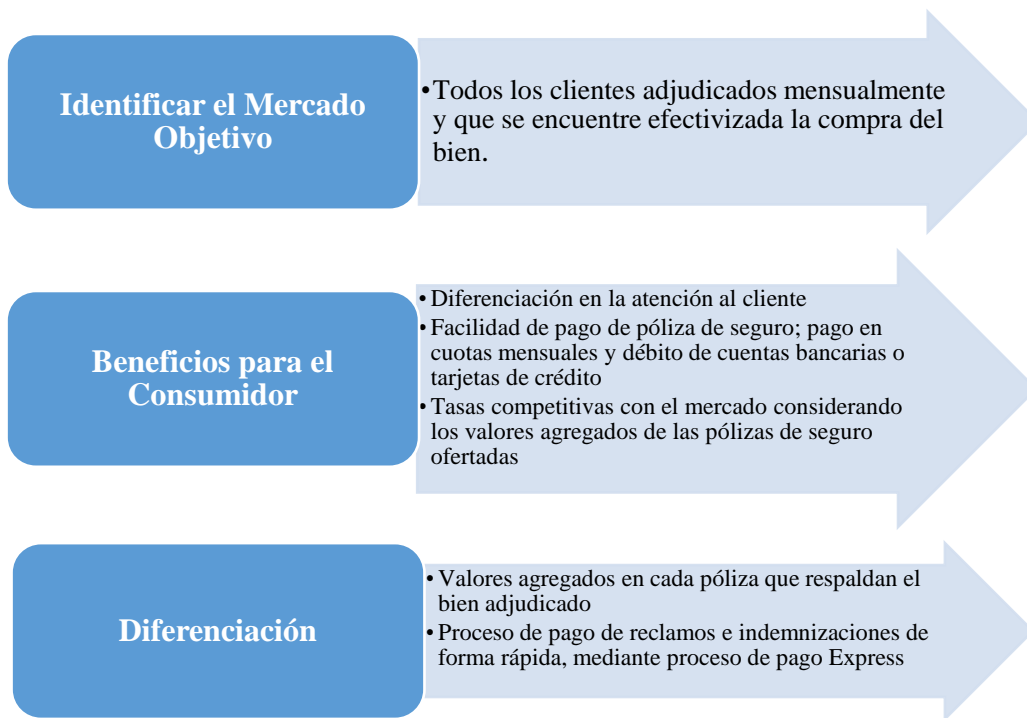 Identificar el Mercado
Objetivo
•Todos los clientes adjudicados mensualmente
y que se encuentre efectivizada la compra del
bien.
Beneficios para el
Consumidor
• Diferenciación en la atención al cliente
• Facilidad de pago de póliza de seguro; pago en
cuotas mensuales y débito de cuentas bancarias o
tarjetas de crédito
• Tasas competitivas con el mercado considerando
los valores agregados de las pólizas de seguro
ofertadas
Diferenciación
• Valores agregados en cada póliza que respaldan el
bien adjudicado
• Proceso de pago de reclamos e indemnizaciones de
forma rápida, mediante proceso de pago Express